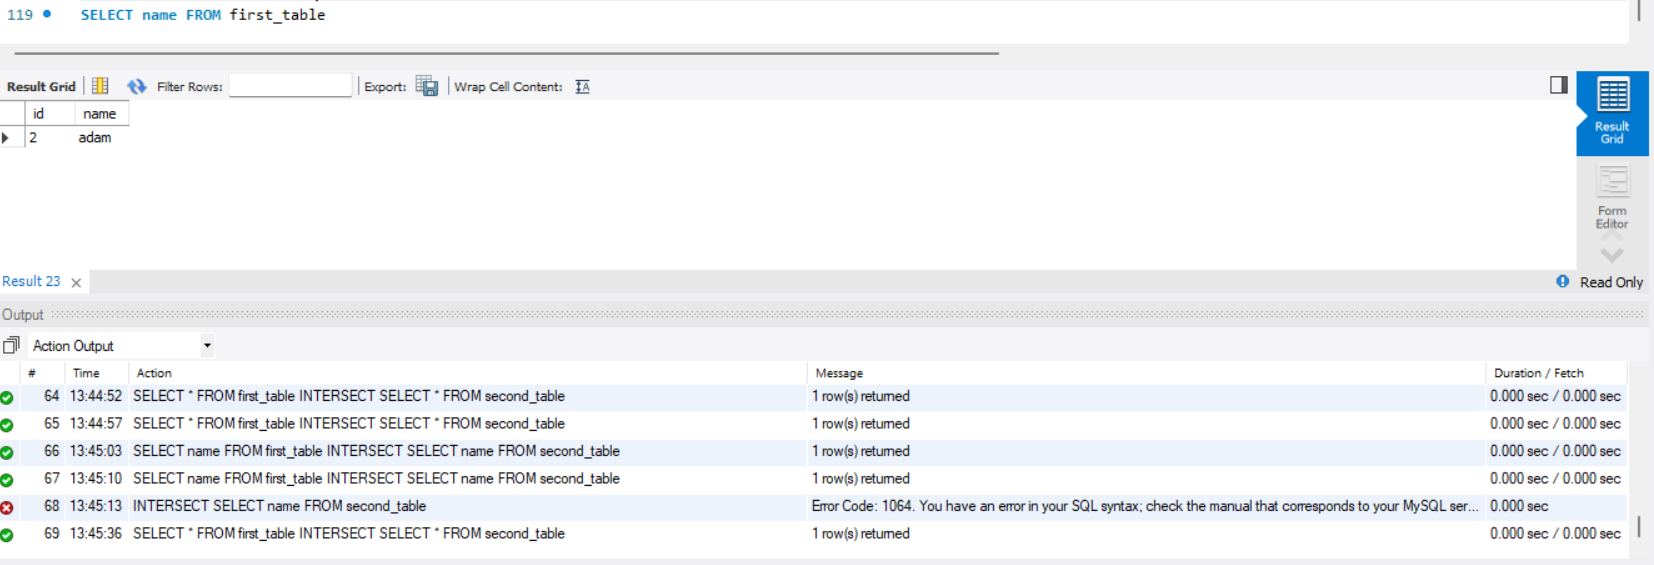 119 SELECT name FROM first_table
Result Grid Filter Rows: Export: Wrap Cell Content:
id name
2 adam
Result
Grid
Form
Editor
Result 23 Read Only
Output
Action Output
# Time Action Message Duration / Fetch
64 13:44:52 SELECT * FROM first_table INTERSECT SELECT * FROM second_table 1 row(s) returned 0.000 sec / 0.000 sec
65 13:44:57 SELECT * FROM first_table INTERSECT SELECT * FROM second_table 1 row(s) returned 0.000 sec / 0.000 sec
66 13:45:03 SELECT name FROM first_table INTERSECT SELECT name FROM second_table 1 row(s) returned 0.000 sec / 0.000 sec
67 13:45:10 SELECT name FROM first_table INTERSECT SELECT name FROM second_table 1 row(s) returned 0.000 sec / 0.000 sec
68 13:45:13 INTERSECT SELECT name FROM second_table Error Code: 1064. You have an error in your SQL syntax; check the manual that corresponds to your MySQL ser... 0.000 sec
69 13:45:36 SELECT * FROM first_table INTERSECT SELECT * FROM second_table 1 row(s) returned 0.000 sec / 0.000 sec